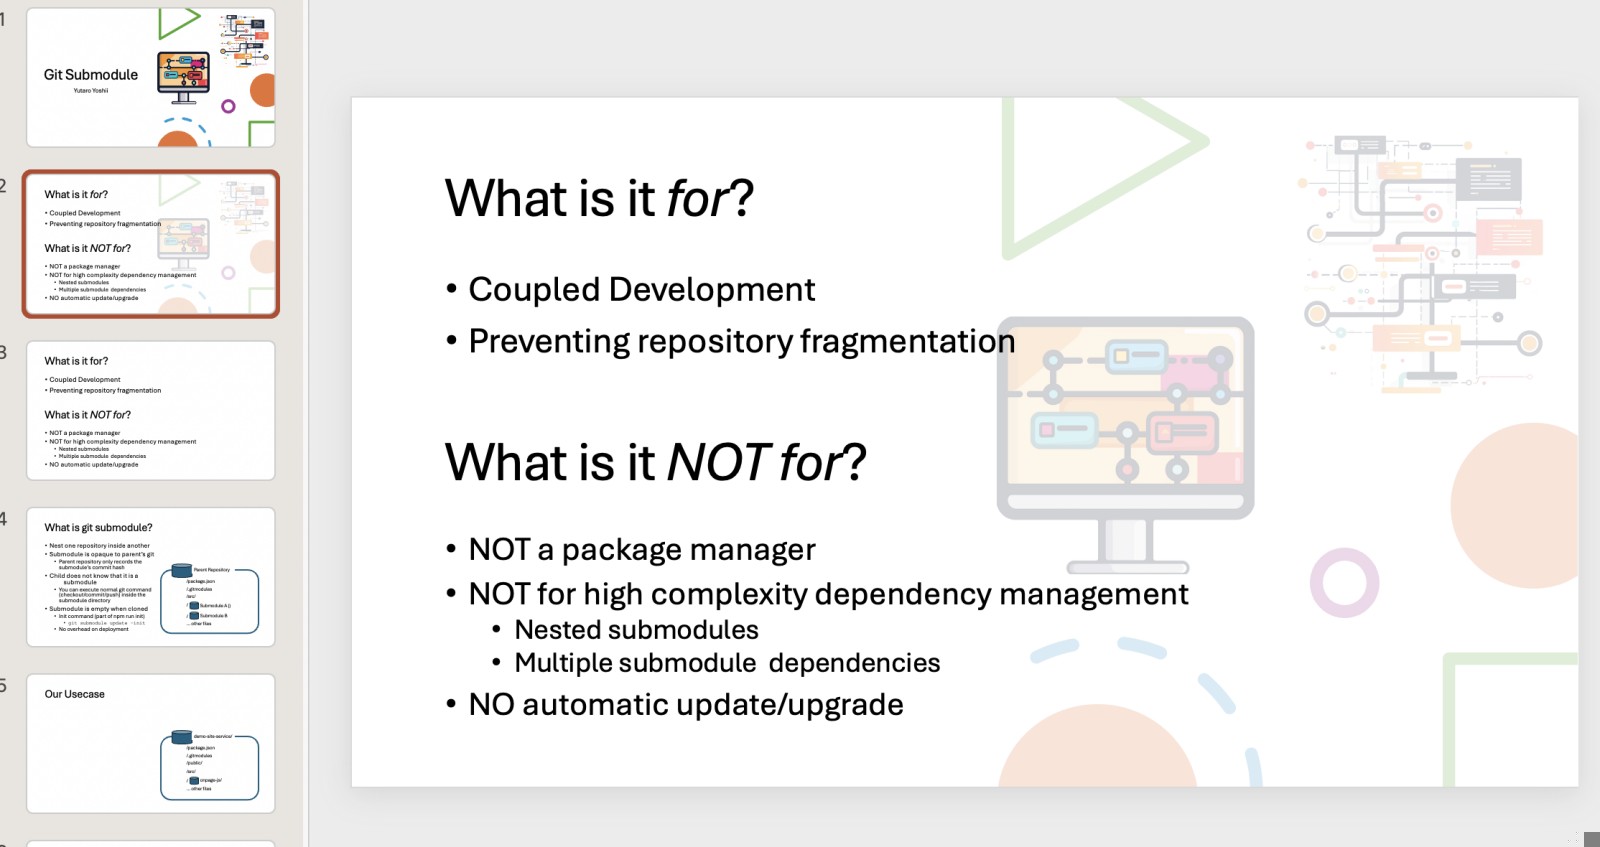 1
Git Submodule
Yutaro Yoshii
2
What is it for?
• Coupled Development
• Preventing repository fragmentation
What is it NOT for?
• NOT a package manager
• NOT for high complexity dependency management
• Nested submodules
• Multiple submodule dependencies
• NO automatic update/upgrade
3
What is it for?
• Coupled Development
• Preventing repository fragmentation
What is it NOT for?
• NOT a package manager
• NOT for high complexity dependency management
• Nested submodules
• Multiple submodule dependencies
• NO automatic update/upgrade
4
What is git submodule?
• Nest one repository inside another
• Submodule is opaque to parent's git
• Parent repository only records the
submodule's commit hash
• Child does not know that it is a
submodule
• You can execute normal git command
(checkout/commit/push) inside the
submodule directory
• Submodule is empty when cloned
• Init command (part of npm run init)
• git submodule update --init
• No overhead on deployment
Parent Repository
/package.json
/.gitmodules
/src/
/ Submodule A
/ Submodule B
... other files
5
Our Usecase
demo-site-service/
/package.json
/.gitmodules
/public/
/src/
... other files
What is it for?
• Coupled Development
• Preventing repository fragmentation
What is it NOT for?
• NOT a package manager
• NOT for high complexity dependency management
• Nested submodules
• Multiple submodule  dependencies
• NO automatic update/upgrade